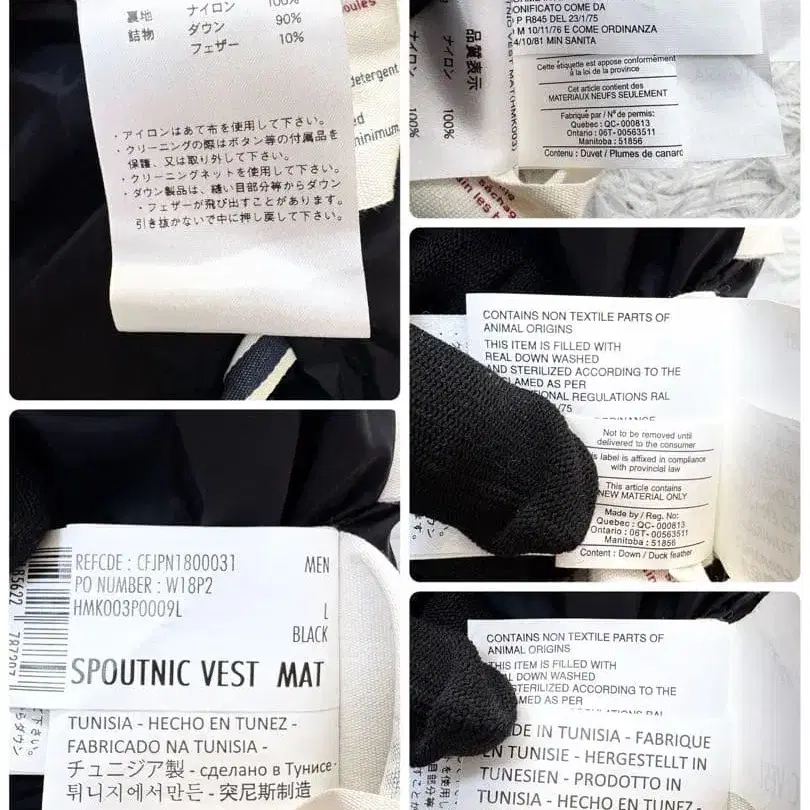 裏地 ナイロン 100%
詰物 ダウン 90%
フェザー 10%
・アイロンはあて布を使用して下さい。
・クリーニングの際はボタン等の付属品を
保護、又は取り外して下さい。
・クリーニングネットを使用して下さい。
・ダウン製品は、縫い目部分等からダウン
・フェザーが飛び出すことがあります。
引き抜かないで中に押し戻して下さい。
detergent
minimum
ONIFICATO COME DA
P R845 DEL 23/1/75
M 10/11/76 E COME ORDINANZA
4/10/81 MIN SANITA
品質表示
ナイロン 100%
Cette étiquette est appose conformément
à la loi de la province
Cet article contient des
MATÉRIAUX NEUFS SEULEMENT
Fabriqué par / N° de permis:
Quebec : QC-000813
Ontario : 06T-00563511
Manitoba : 51856
Contenu : Duvet / Plumes de canard
CONTAINS NON TEXTILE PARTS OF
ANIMAL ORIGINS
THIS ITEM IS FILLED WITH
REAL DOWN WASHED
AND STERILIZED ACCORDING TO THE
LAMED AS PER
ONAL REGULATIONS RAL
/75
Not to be removed until
delivered to the consumer
is label is affixed in compliance
with provincial law
This article contains
NEW MATERIAL ONLY
Made by / Reg. No:
Quebec : QC-000813
Ontario : 06T-00563511
Manitoba : 51856
Content : Down / Duck feather
REFCDE : CFJPN1800031 MEN
PO NUMBER : W18P2
HMK003P0009L L
BLACK
SPOUTNIC VEST MAT
TUNISIA - HECHO EN TUNEZ -
FABRICADO NA TUNISIA -
チュニジア製 - сделано в Тунисе
튀니지에서만든 - 突尼斯制造
CONTAINS NON TEXTILE PARTS OF
ANIMAL ORIGINS
THIS ITEM IS FILLED WITH
L DOWN WASHED
STERILIZED ACCORDING TO THE
MED AS PER
DE IN TUNISIA - FABRIQUE
EN TUNISIE - HERGESTELLT IN
TUNESIEN - PRODOTTO IN
TUNISIA - HECHO EN TUNEZ -